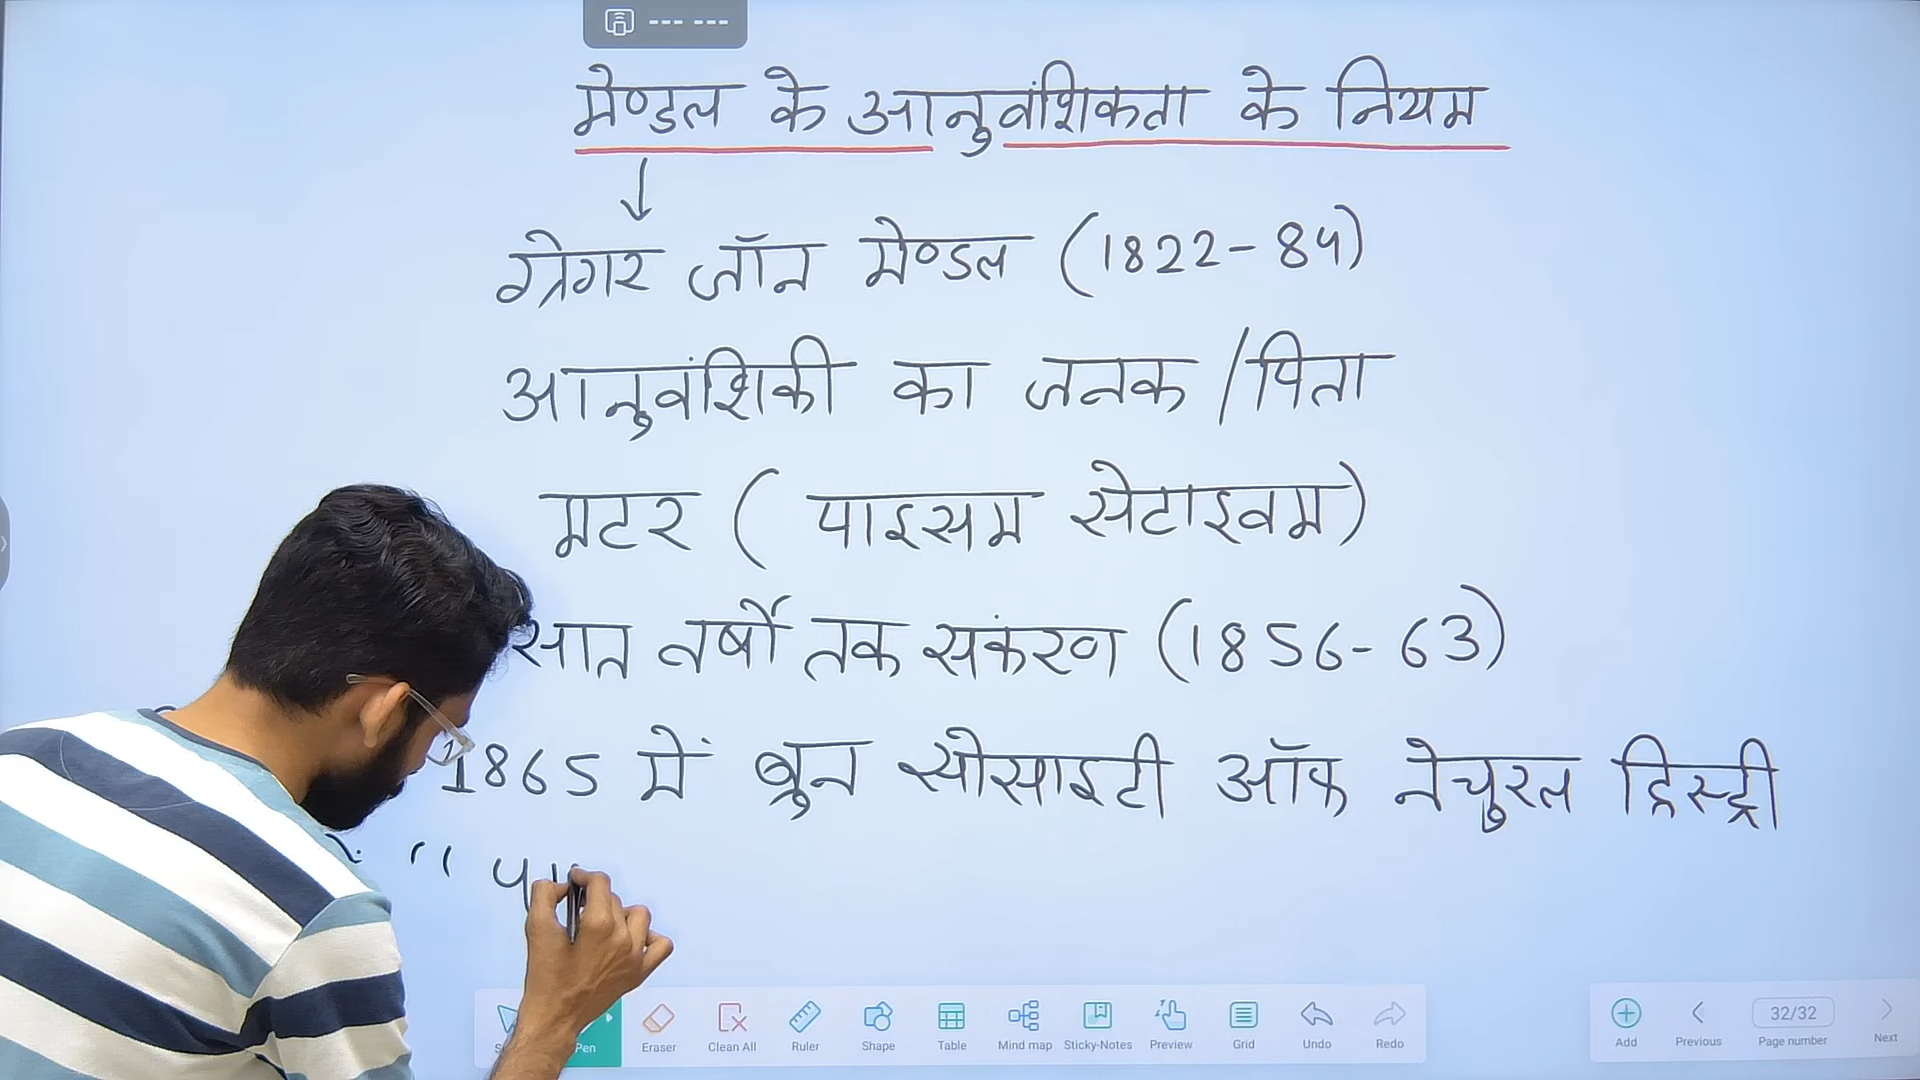 मेण्डल के आनुवंशिकता के नियम
↓
ग्रेगर जॉन मेण्डल (1822-84)
आनुवंशिकी का जनक / पिता
मटर ( पाइसम सेटाइवम)
सात वर्षों तक संकरण (1856-63)
1865 में ब्रुन सोसाइटी ऑफ नेचुरल हिस्ट्री
“
Pen
Eraser
Clean All
Ruler
Shape
Table
Mind map
Sticky-Notes
Preview
Grid
Undo
Redo
Add
Previous
32/32
Page number
Next